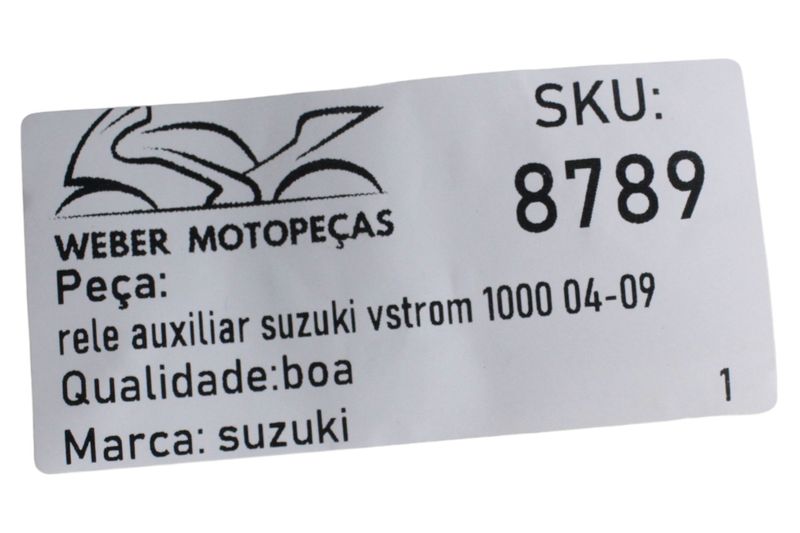 WEBER MOTOPEÇAS
SKU:
8789
Peça:
rele auxiliar suzuki vstrom 1000 04-09
Qualidade:boa
Marca: suzuki
1